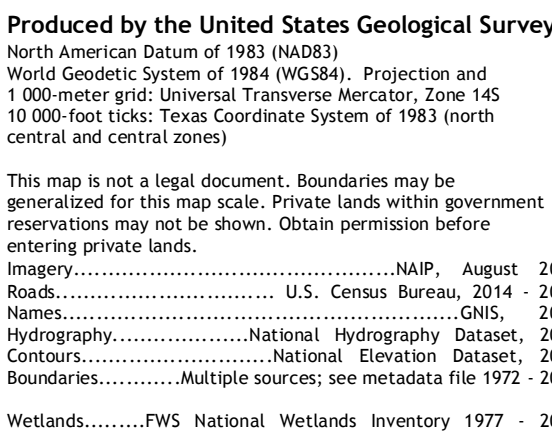 Produced by the United States Geological Survey
North American Datum of 1983 (NAD83)
World Geodetic System of 1984 (WGS84). Projection and
1 000-meter grid: Universal Transverse Mercator, Zone 14S
10 000-foot ticks: Texas Coordinate System of 1983 (north
central and central zones)
This map is not a legal document. Boundaries may be
generalized for this map scale. Private lands within government
reservations may not be shown. Obtain permission before
entering private lands.
Imagery................................................NAIP, August
Roads................................ U.S. Census Bureau, 2014 -
Names.......................................................GNIS,
Hydrography....................National Hydrography Dataset,
Contours............................National Elevation Dataset,
Boundaries............Multiple sources; see metadata file 1972 -
Wetlands.........FWS National Wetlands Inventory 1977 -